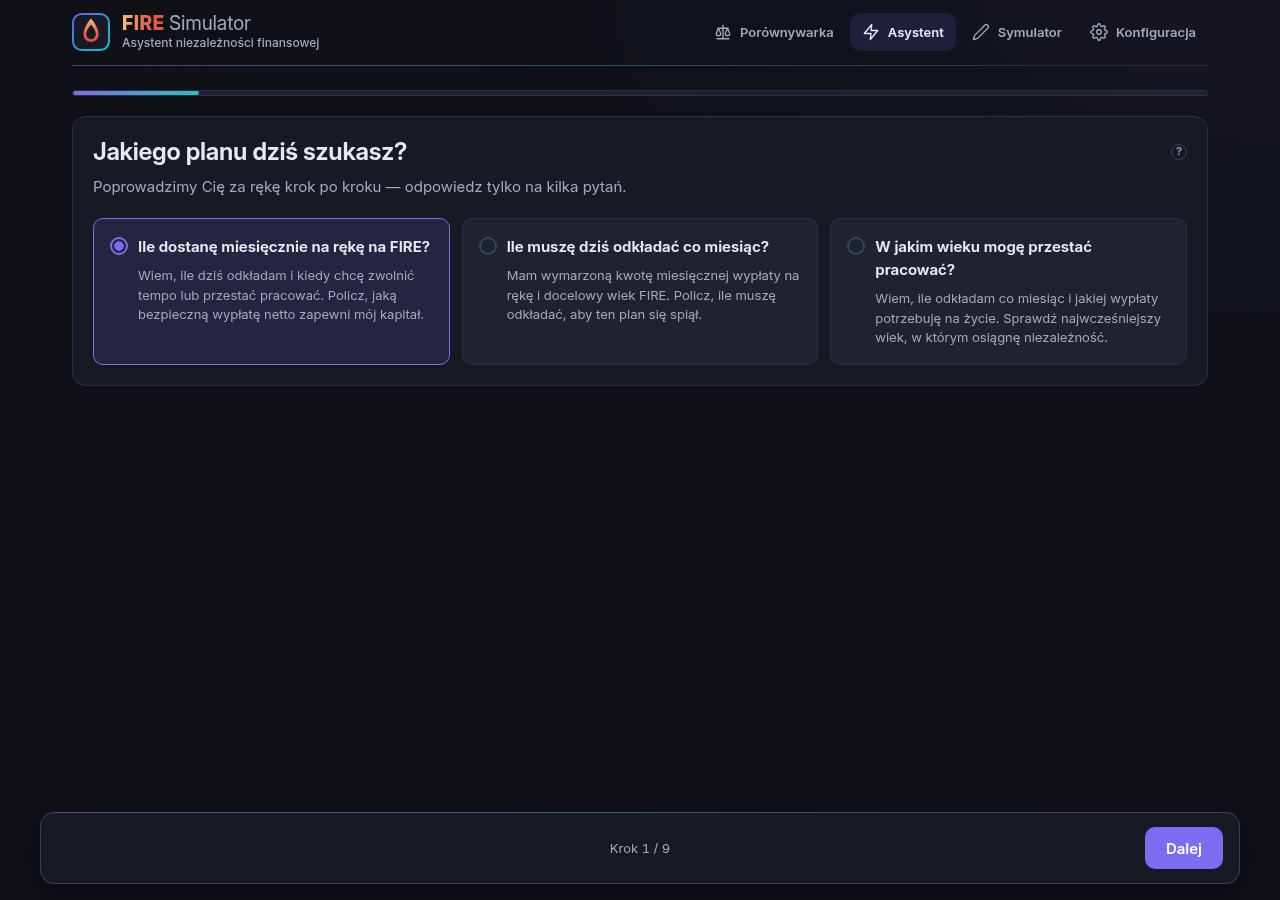 FIRE Simulator
Asystent niezależności finansowej
Porównywarka
Asystent
Symulator
Konfiguracja
Jakiego planu dziś szukasz?
?
Poprowadzimy Cię za rękę krok po kroku — odpowiedz tylko na kilka pytań.
Ile dostanę miesięcznie na rękę na FIRE?
Wiem, ile dziś odkładam i kiedy chcę zwolnić
tempo lub przestać pracować. Policz, jaką
bezpieczną wypłatę netto zapewni mój kapitał.
Ile muszę dziś odkładać co miesiąc?
Mam wymarzoną kwotę miesięcznej wypłaty na
rękę i docelowy wiek FIRE. Policz, ile muszę
odkładać, aby ten plan się spiął.
W jakim wieku mogę przestać
pracować?
Wiem, ile odkładam co miesiąc i jakiej wypłaty
potrzebuję na życie. Sprawdź najwcześniejszy
wiek, w którym osiągnę niezależność.
Krok 1 / 9
Dalej